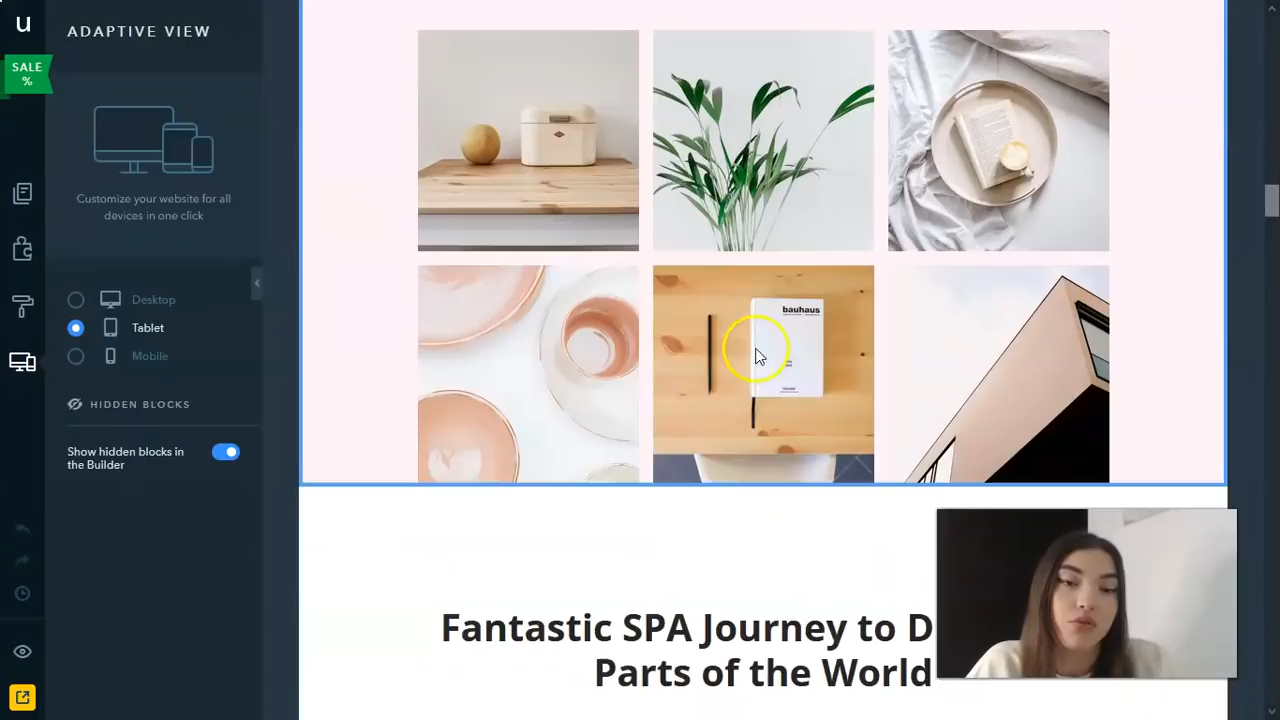 u
ADAPTIVE VIEW
SALE
%
Customize your website for all
devices in one click
Desktop
Tablet
Mobile
HIDDEN BLOCKS
Show hidden blocks in
the Builder
bauhaus
Fantastic SPA Journey to D
Parts of the World